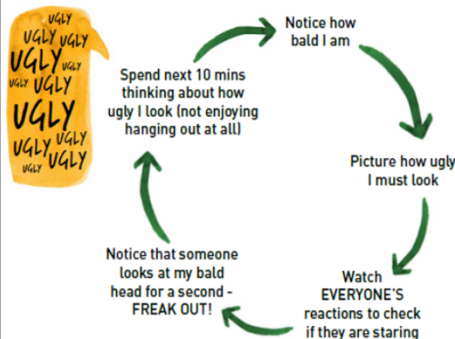 UGLY
UGLY UGLY
UGLY UGLY
UGLY UGLY
UGLY
UGLY UGLY
UGLY UGLY
Notice how
bald I am
Picture how ugly
I must look
Watch
EVERYONE'S
reactions to check
if they are staring
Notice that someone
looks at my bald
head for a second -
FREAK OUT!
Spend next 10 mins
thinking about how
ugly I look (not enjoying
hanging out at all)